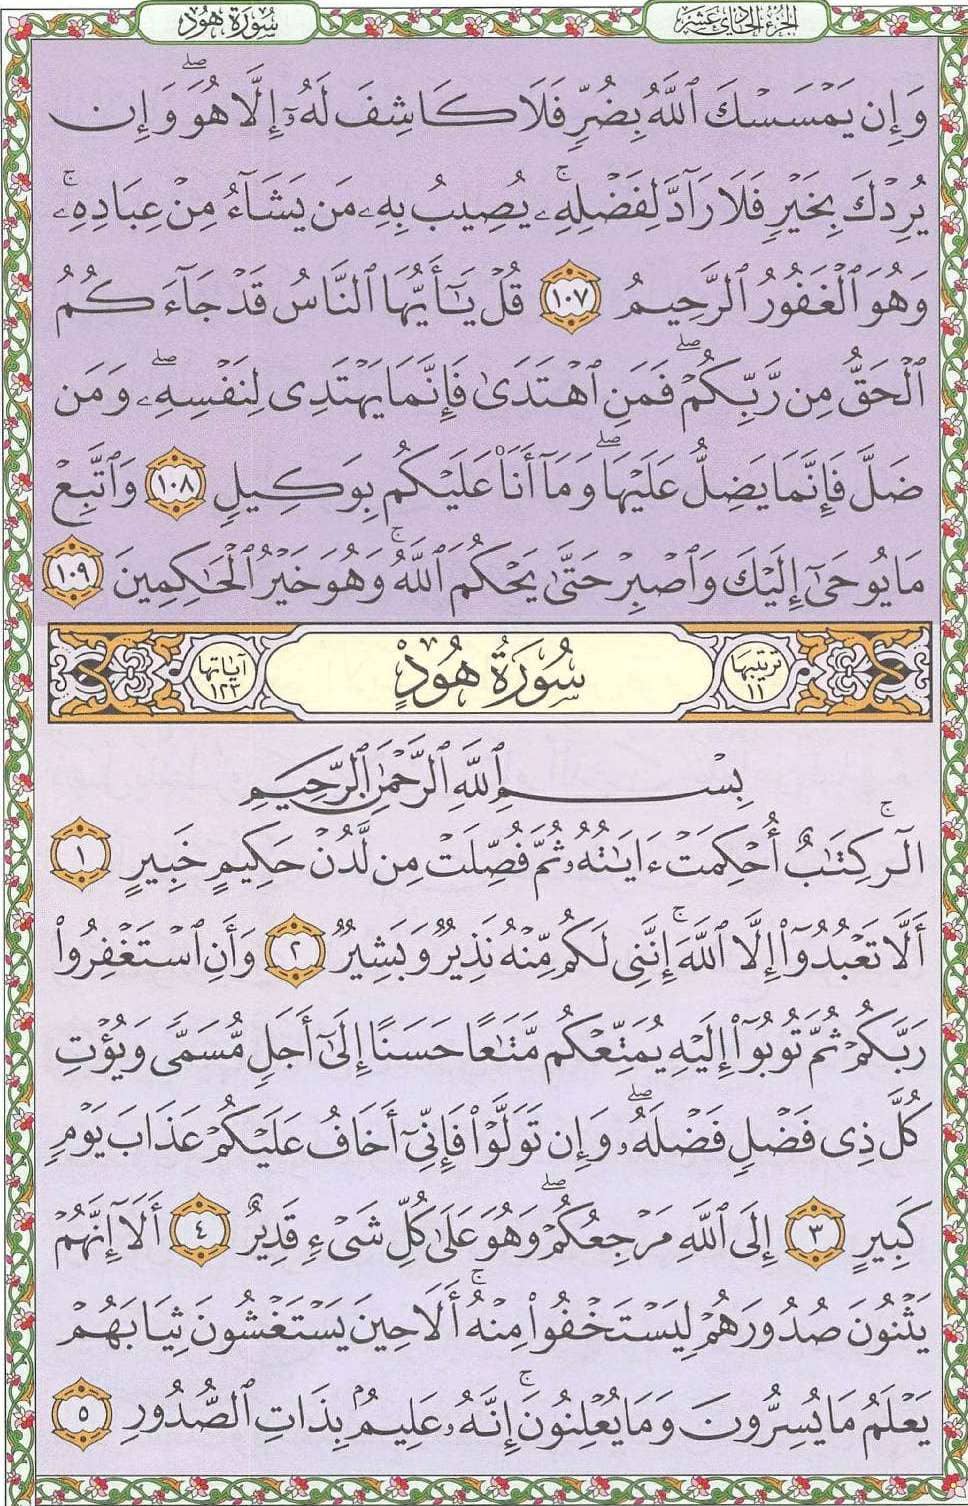 الجزء الحادي عشر
سورة هود
وَإِن يَمْسَسْكَ ٱللَّهُ بِضُرٍّ فَلَا كَاشِفَ لَهُۥٓ إِلَّا هُوَ ۖ وَإِن
يُرِدْكَ بِخَيْرٍ فَلَا رَآدَّ لِفَضْلِهِۦ ۚ يُصِيبُ بِهِۦ مَن يَشَآءُ مِنْ عِبَادِهِۦ ۚ
وَهُوَ ٱلْغَفُورُ ٱلرَّحِيمُ ١٠٧ قُلْ يَـٰٓأَيُّهَا ٱلنَّاسُ قَدْ جَآءَكُمُ
ٱلْحَقُّ مِن رَّبِّكُمْ ۖ فَمَنِ ٱهْتَدَىٰ فَإِنَّمَا يَهْتَدِى لِنَفْسِهِۦ ۖ وَمَن
ضَلَّ فَإِنَّمَا يَضِلُّ عَلَيْهَا ۖ وَمَآ أَنَا۠ عَلَيْكُم بِوَكِيلٍ ١٠٨ وَٱتَّبِعْ
مَا يُوحَىٰٓ إِلَيْكَ وَٱصْبِرْ حَتَّىٰ يَحْكُمَ ٱللَّهُ ۚ وَهُوَ خَيْرُ ٱلْحَـٰكِمِينَ ١٠٩
ترتيبها ١١
سُورَةُ هُودٍ
آياتها ١٢٣
بِسْمِ ٱللَّهِ ٱلرَّحْمَـٰنِ ٱلرَّحِيمِ
الٓر ۚ كِتَـٰبٌ أُحْكِمَتْ ءَايَـٰتُهُۥ ثُمَّ فُصِّلَتْ مِن لَّدُنْ حَكِيمٍ خَبِيرٍ ١
أَلَّا تَعْبُدُوٓا۟ إِلَّا ٱللَّهَ ۚ إِنَّنِى لَكُم مِّنْهُ نَذِيرٌ وَبَشِيرٌ ٢ وَأَنِ ٱسْتَغْفِرُوا۟
رَبَّكُمْ ثُمَّ تُوبُوٓا۟ إِلَيْهِ يُمَتِّعْكُم مَّتَـٰعًا حَسَنًا إِلَىٰٓ أَجَلٍ مُّسَمًّى وَيُؤْتِ
كُلَّ ذِى فَضْلٍ فَضْلَهُۥ ۖ وَإِن تَوَلَّوْا۟ فَإِنِّىٓ أَخَافُ عَلَيْكُمْ عَذَابَ يَوْمٍ
كَبِيرٍ ٣ إِلَى ٱللَّهِ مَرْجِعُكُمْ ۖ وَهُوَ عَلَىٰ كُلِّ شَىْءٍ قَدِيرٌ ٤ أَلَآ إِنَّهُمْ
يَثْنُونَ صُدُورَهُمْ لِيَسْتَخْفُوا۟ مِنْهُ ۚ أَلَا حِينَ يَسْتَغْشُونَ ثِيَابَهُمْ
يَعْلَمُ مَا يُسِرُّونَ وَمَا يُعْلِنُونَ ۚ إِنَّهُۥ عَلِيمٌۢ بِذَاتِ ٱلصُّدُورِ ٥